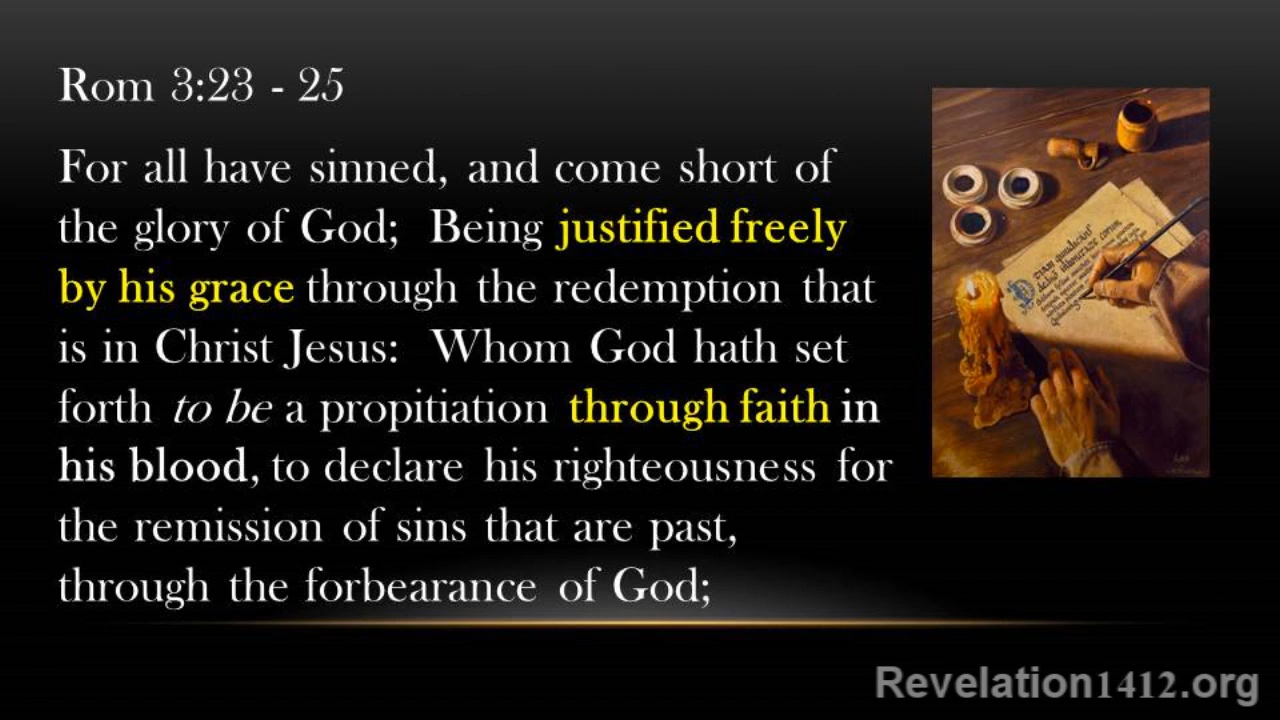 Rom 3:23 - 25
For all have sinned, and come short of
the glory of God; Being justified freely
by his grace through the redemption that
is in Christ Jesus: Whom God hath set
forth to be a propitiation through faith in
his blood, to declare his righteousness for
the remission of sins that are past,
through the forbearance of God;
Revelation1412.org